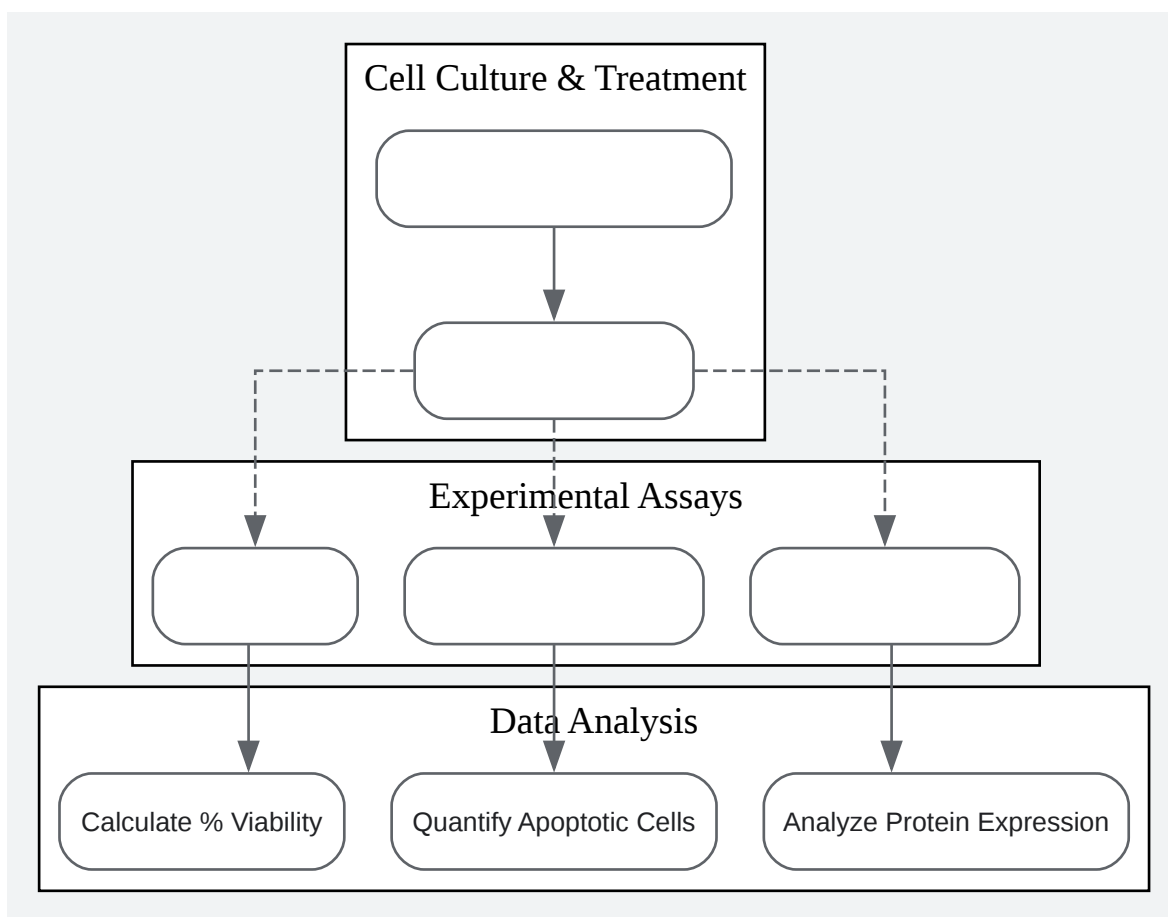 Cell Culture & Treatment
Experimental Assays
Data Analysis
Calculate % Viability
Quantify Apoptotic Cells
Analyze Protein Expression